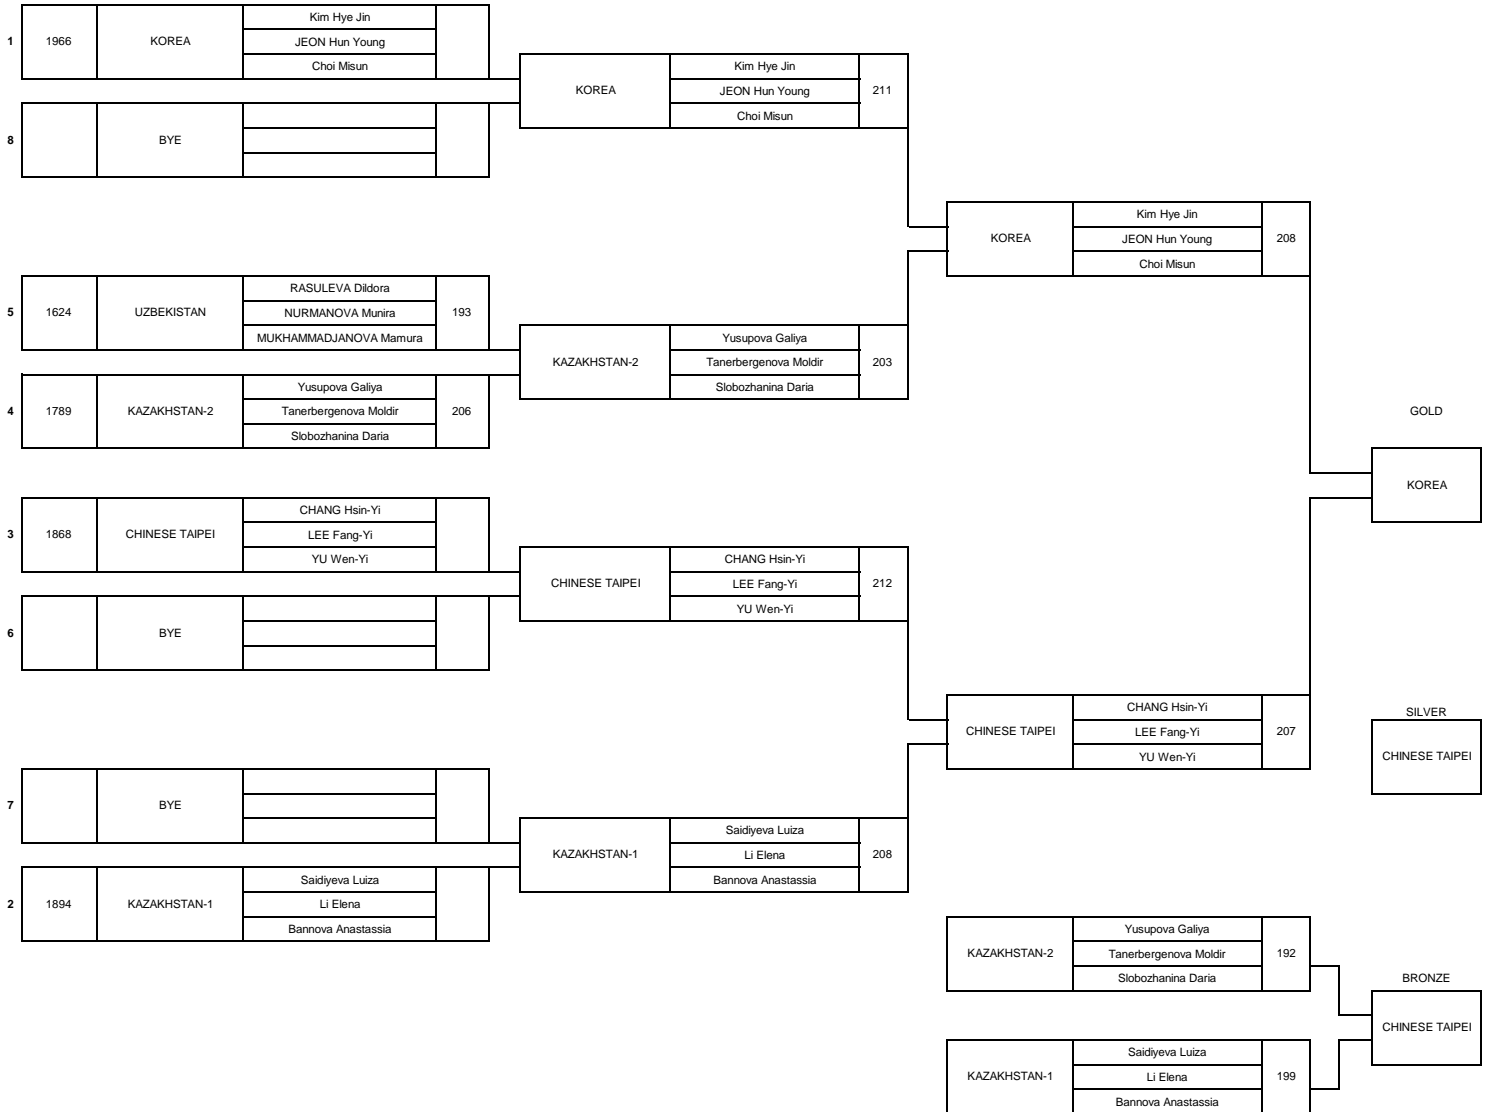 Kim Hye Jin
1 1966 KOREA JEON Hun Young
Choi Misun
Kim Hye Jin
KOREA JEON Hun Young 211
Choi Misun
8 BYE
Kim Hye Jin
KOREA JEON Hun Young 208
Choi Misun
RASULEVA Dildora
5 1624 UZBEKISTAN NURMANOVA Munira 193
MUKHAMMADJANOVA Mamura
Yusupova Galiya
KAZAKHSTAN-2 Tanerbergenova Moldir 203
Slobozhanina Daria
Yusupova Galiya
4 1789 KAZAKHSTAN-2 Tanerbergenova Moldir 206
Slobozhanina Daria
GOLD
KOREA
CHANG Hsin-Yi
3 1868 CHINESE TAIPEI LEE Fang-Yi
YU Wen-Yi
CHANG Hsin-Yi
CHINESE TAIPEI LEE Fang-Yi 212
YU Wen-Yi
6 BYE
CHANG Hsin-Yi
CHINESE TAIPEI LEE Fang-Yi 207
YU Wen-Yi
SILVER
CHINESE TAIPEI
7 BYE
Saidiyeva Luiza
KAZAKHSTAN-1 Li Elena 208
Bannova Anastassia
Saidiyeva Luiza
2 1894 KAZAKHSTAN-1 Li Elena
Bannova Anastassia
Yusupova Galiya
KAZAKHSTAN-2 Tanerbergenova Moldir 192
Slobozhanina Daria
BRONZE
CHINESE TAIPEI
Saidiyeva Luiza
KAZAKHSTAN-1 Li Elena 199
Bannova Anastassia